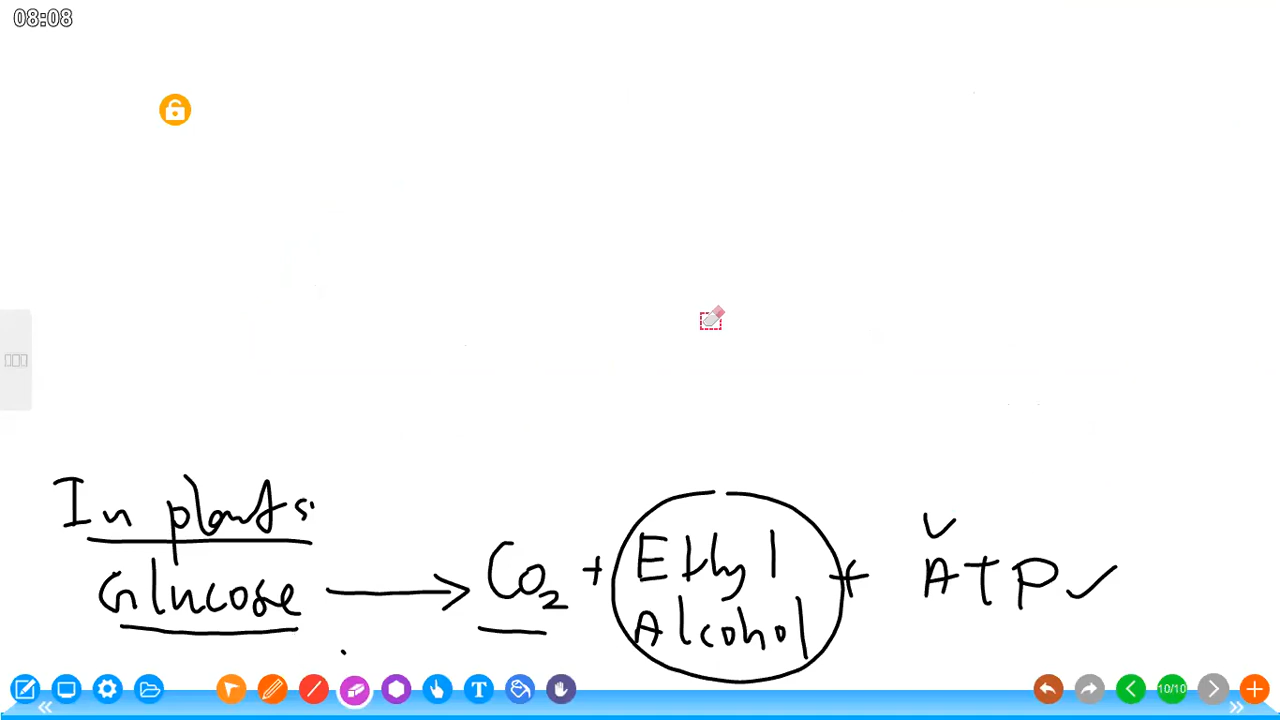 08:08
In plants
Glucose ⟶ CO2 + Ethyl Alcohol + ATP ✓
T
10/10